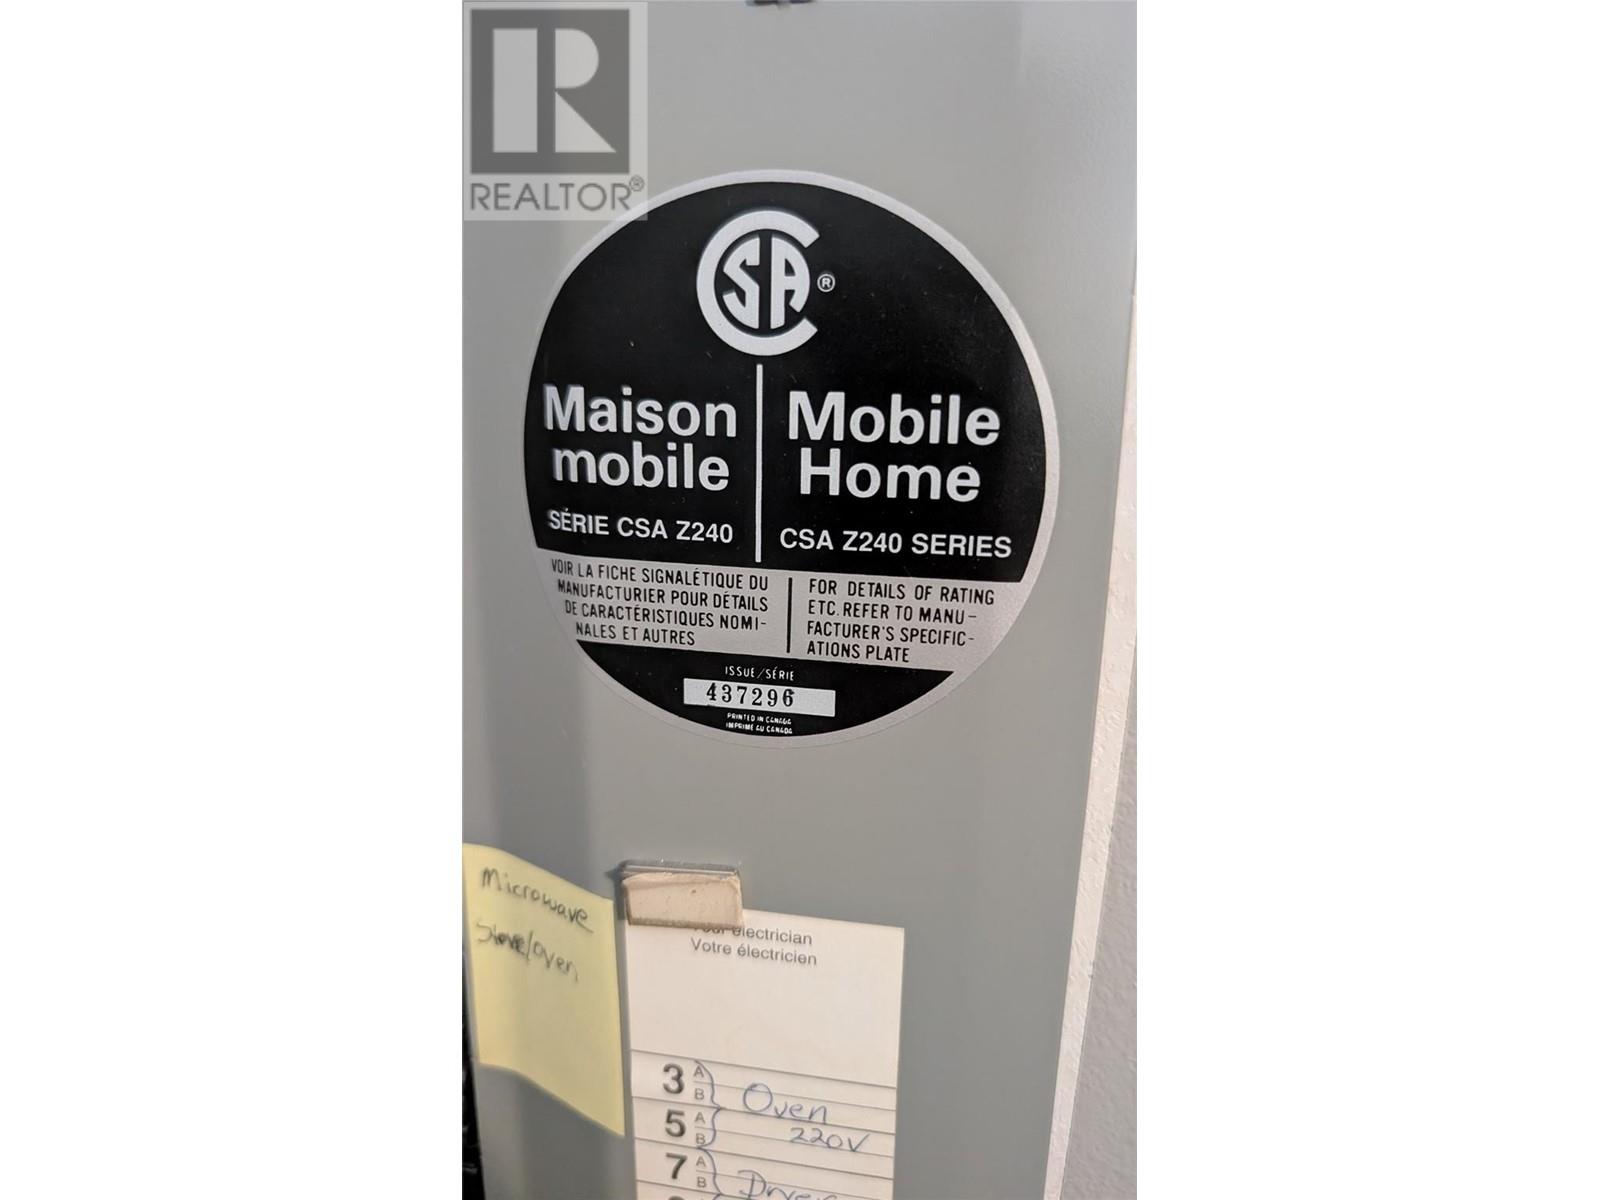 REALTOR®
CSA ®
Maison
mobile
SÉRIE CSA Z240
Mobile
Home
CSA Z240 SERIES
VOIR LA FICHE SIGNALÉTIQUE DU
MANUFACTURIER POUR DÉTAILS
DE CARACTÉRISTIQUES NOMI-
NALES ET AUTRES
FOR DETAILS OF RATING
ETC. REFER TO MANU-
FACTURER'S SPECIFIC-
ATIONS PLATE
ISSUE/SÉRIE
437296
PRINTED IN CANADA
IMPRIMÉ AU CANADA
Microwave
Stove/oven
electrician
Votre électricien
3 A B Oven
5 A B 220V
7 A B